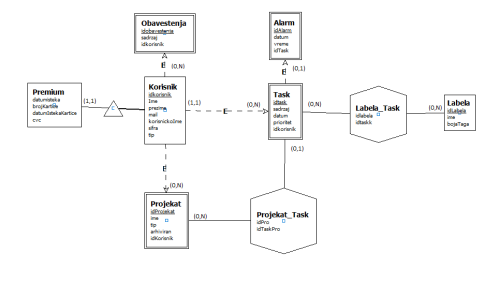 Obavestenja
idobavestenja
sadrzaj
idkorisnik
Alarm
idAlarm
datum
vreme
idTask
E
(0,N)
E
(0,1)
Premium
datumisteka
brojKartife
datumIstekaKartice
cvc
(1,1)
C
Korisnik
idkorisnik
Ime
prezime
mail
korisnickoIme
sifra
tip
(1,1)
E
(0,N)
Task
idtask
sadrzaj
datum
prioritet
idkorisnik
(0,N)
Labela_Task
idlabela
idtaskk
(0,N)
Labela
idLabela
ime
bojaTaga
E
(0,N)
(0,1)
Projekat
idProjekat
ime
tip
arhiviran
idKorisnik
(0,N)
Projekat_Task
idPro
idTaskPro